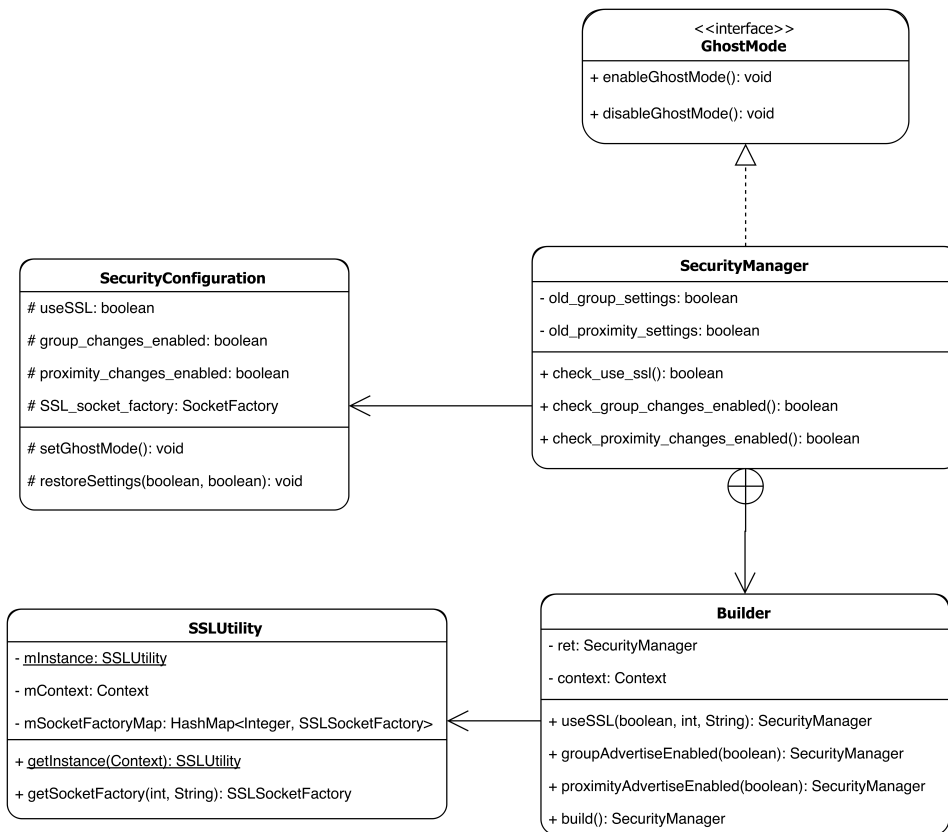 <<interface>>
GhostMode
+ enableGhostMode(): void
+ disableGhostMode(): void
SecurityConfiguration
# useSSL: boolean
# group_changes_enabled: boolean
# proximity_changes_enabled: boolean
# SSL_socket_factory: SocketFactory
# setGhostMode(): void
# restoreSettings(boolean, boolean): void
SecurityManager
- old_group_settings: boolean
- old_proximity_settings: boolean
+ check_use_ssl(): boolean
+ check_group_changes_enabled(): boolean
+ check_proximity_changes_enabled(): boolean
SSLUtility
- mInstance: SSLUtility
- mContext: Context
- mSocketFactoryMap: HashMap<Integer, SSLSocketFactory>
+ getInstance(Context): SSLUtility
+ getSocketFactory(int, String): SSLSocketFactory
Builder
- ret: SecurityManager
- context: Context
+ useSSL(boolean, int, String): SecurityManager
+ groupAdvertiseEnabled(boolean): SecurityManager
+ proximityAdvertiseEnabled(boolean): SecurityManager
+ build(): SecurityManager